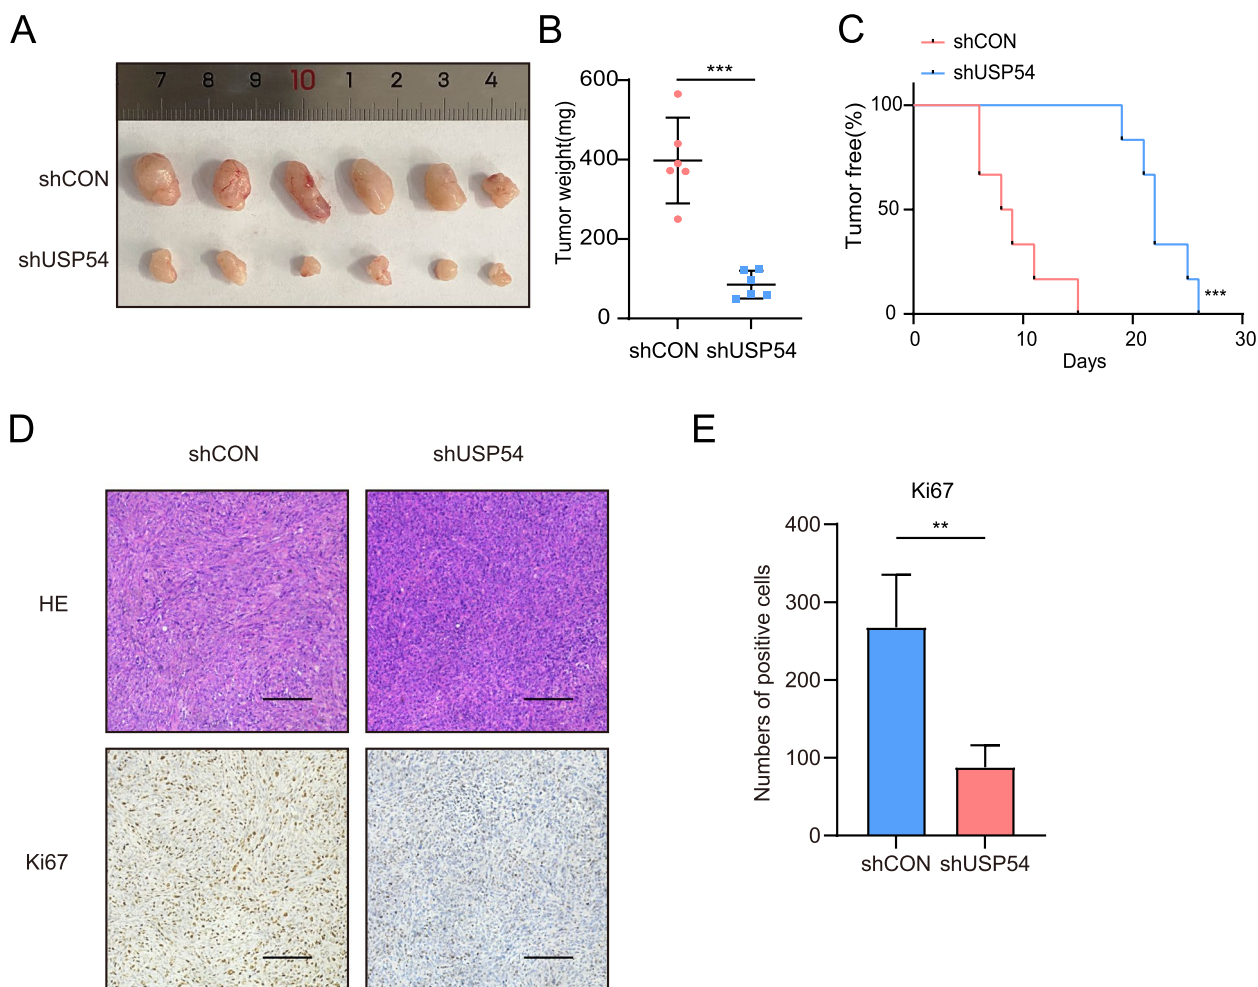 A
7 8 9 10 1 2 3 4
shCON
shUSP54
B
***
Tumor weight(mg)
600
400
200
0
shCON shUSP54
C
shCON
shUSP54
Tumor free(%)
100
50
0
***
0 10 20 30
Days
D
shCON shUSP54
HE
Ki67
E
Ki67
**
Numbers of positive cells
400
300
200
100
0
shCON shUSP54